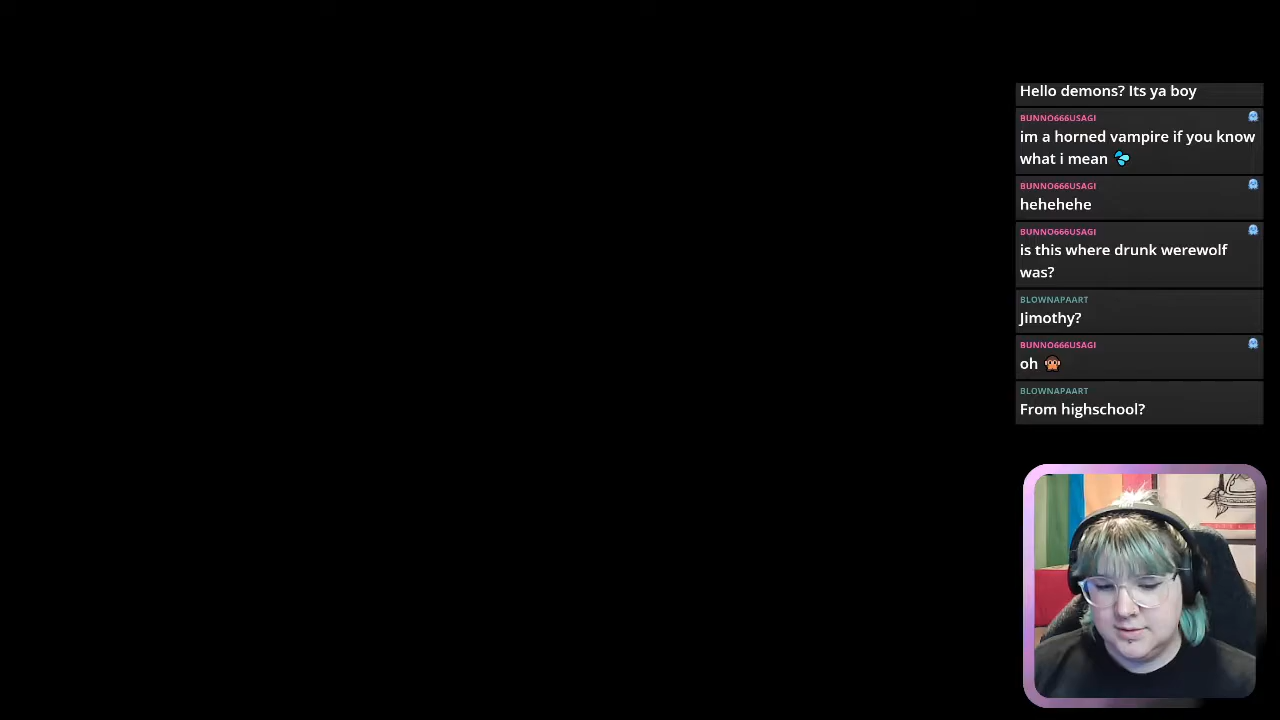 Hello demons? Its ya boy
BUNNO666USAGI
im a horned vampire if you know
what i mean 💦
BUNNO666USAGI
hehehehe
BUNNO666USAGI
is this where drunk werewolf
was?
BLOWNAPAART
Jimothy?
BUNNO666USAGI
oh 🙊
BLOWNAPAART
From highschool?